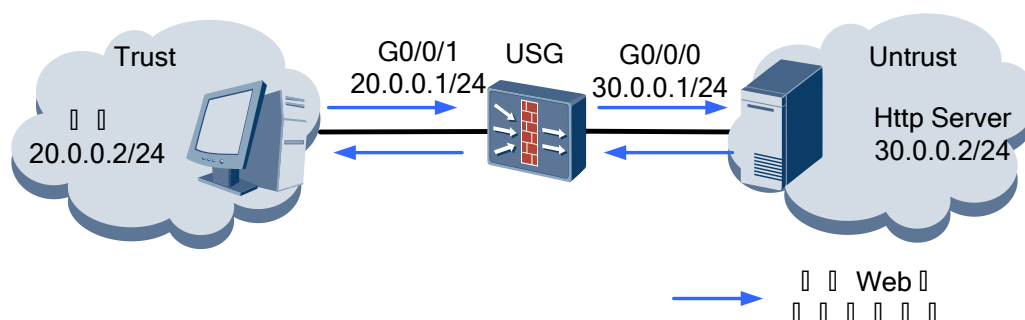 Trust
G0/0/1
20.0.0.1/24
USG
G0/0/0
30.0.0.1/24
Untrust
20.0.0.2/24
Http Server
30.0.0.2/24
Web